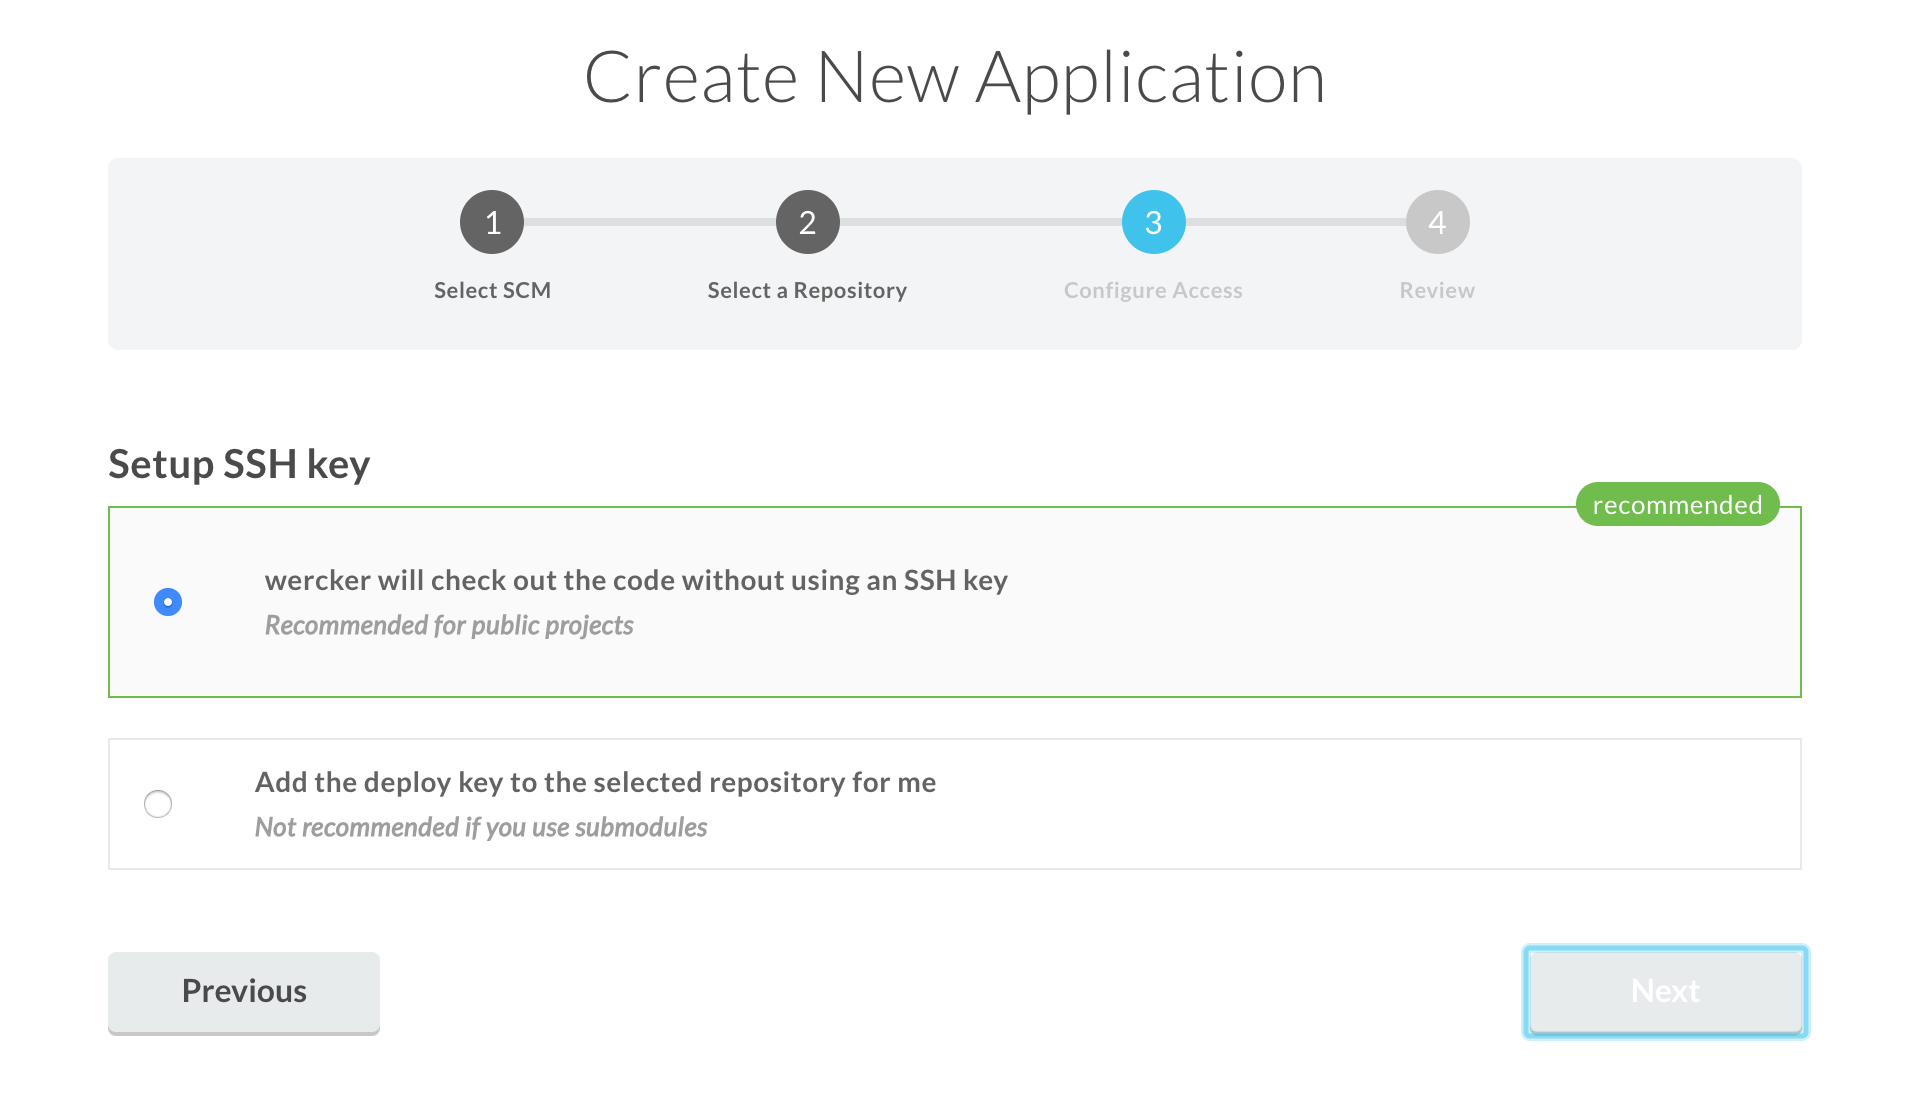 Create New Application
1
2
3
4
Select SCM
Select a Repository
Configure Access
Review
Setup SSH key
recommended
wercker will check out the code without using an SSH key
Recommended for public projects
Add the deploy key to the selected repository for me
Not recommended if you use submodules
Previous
Next